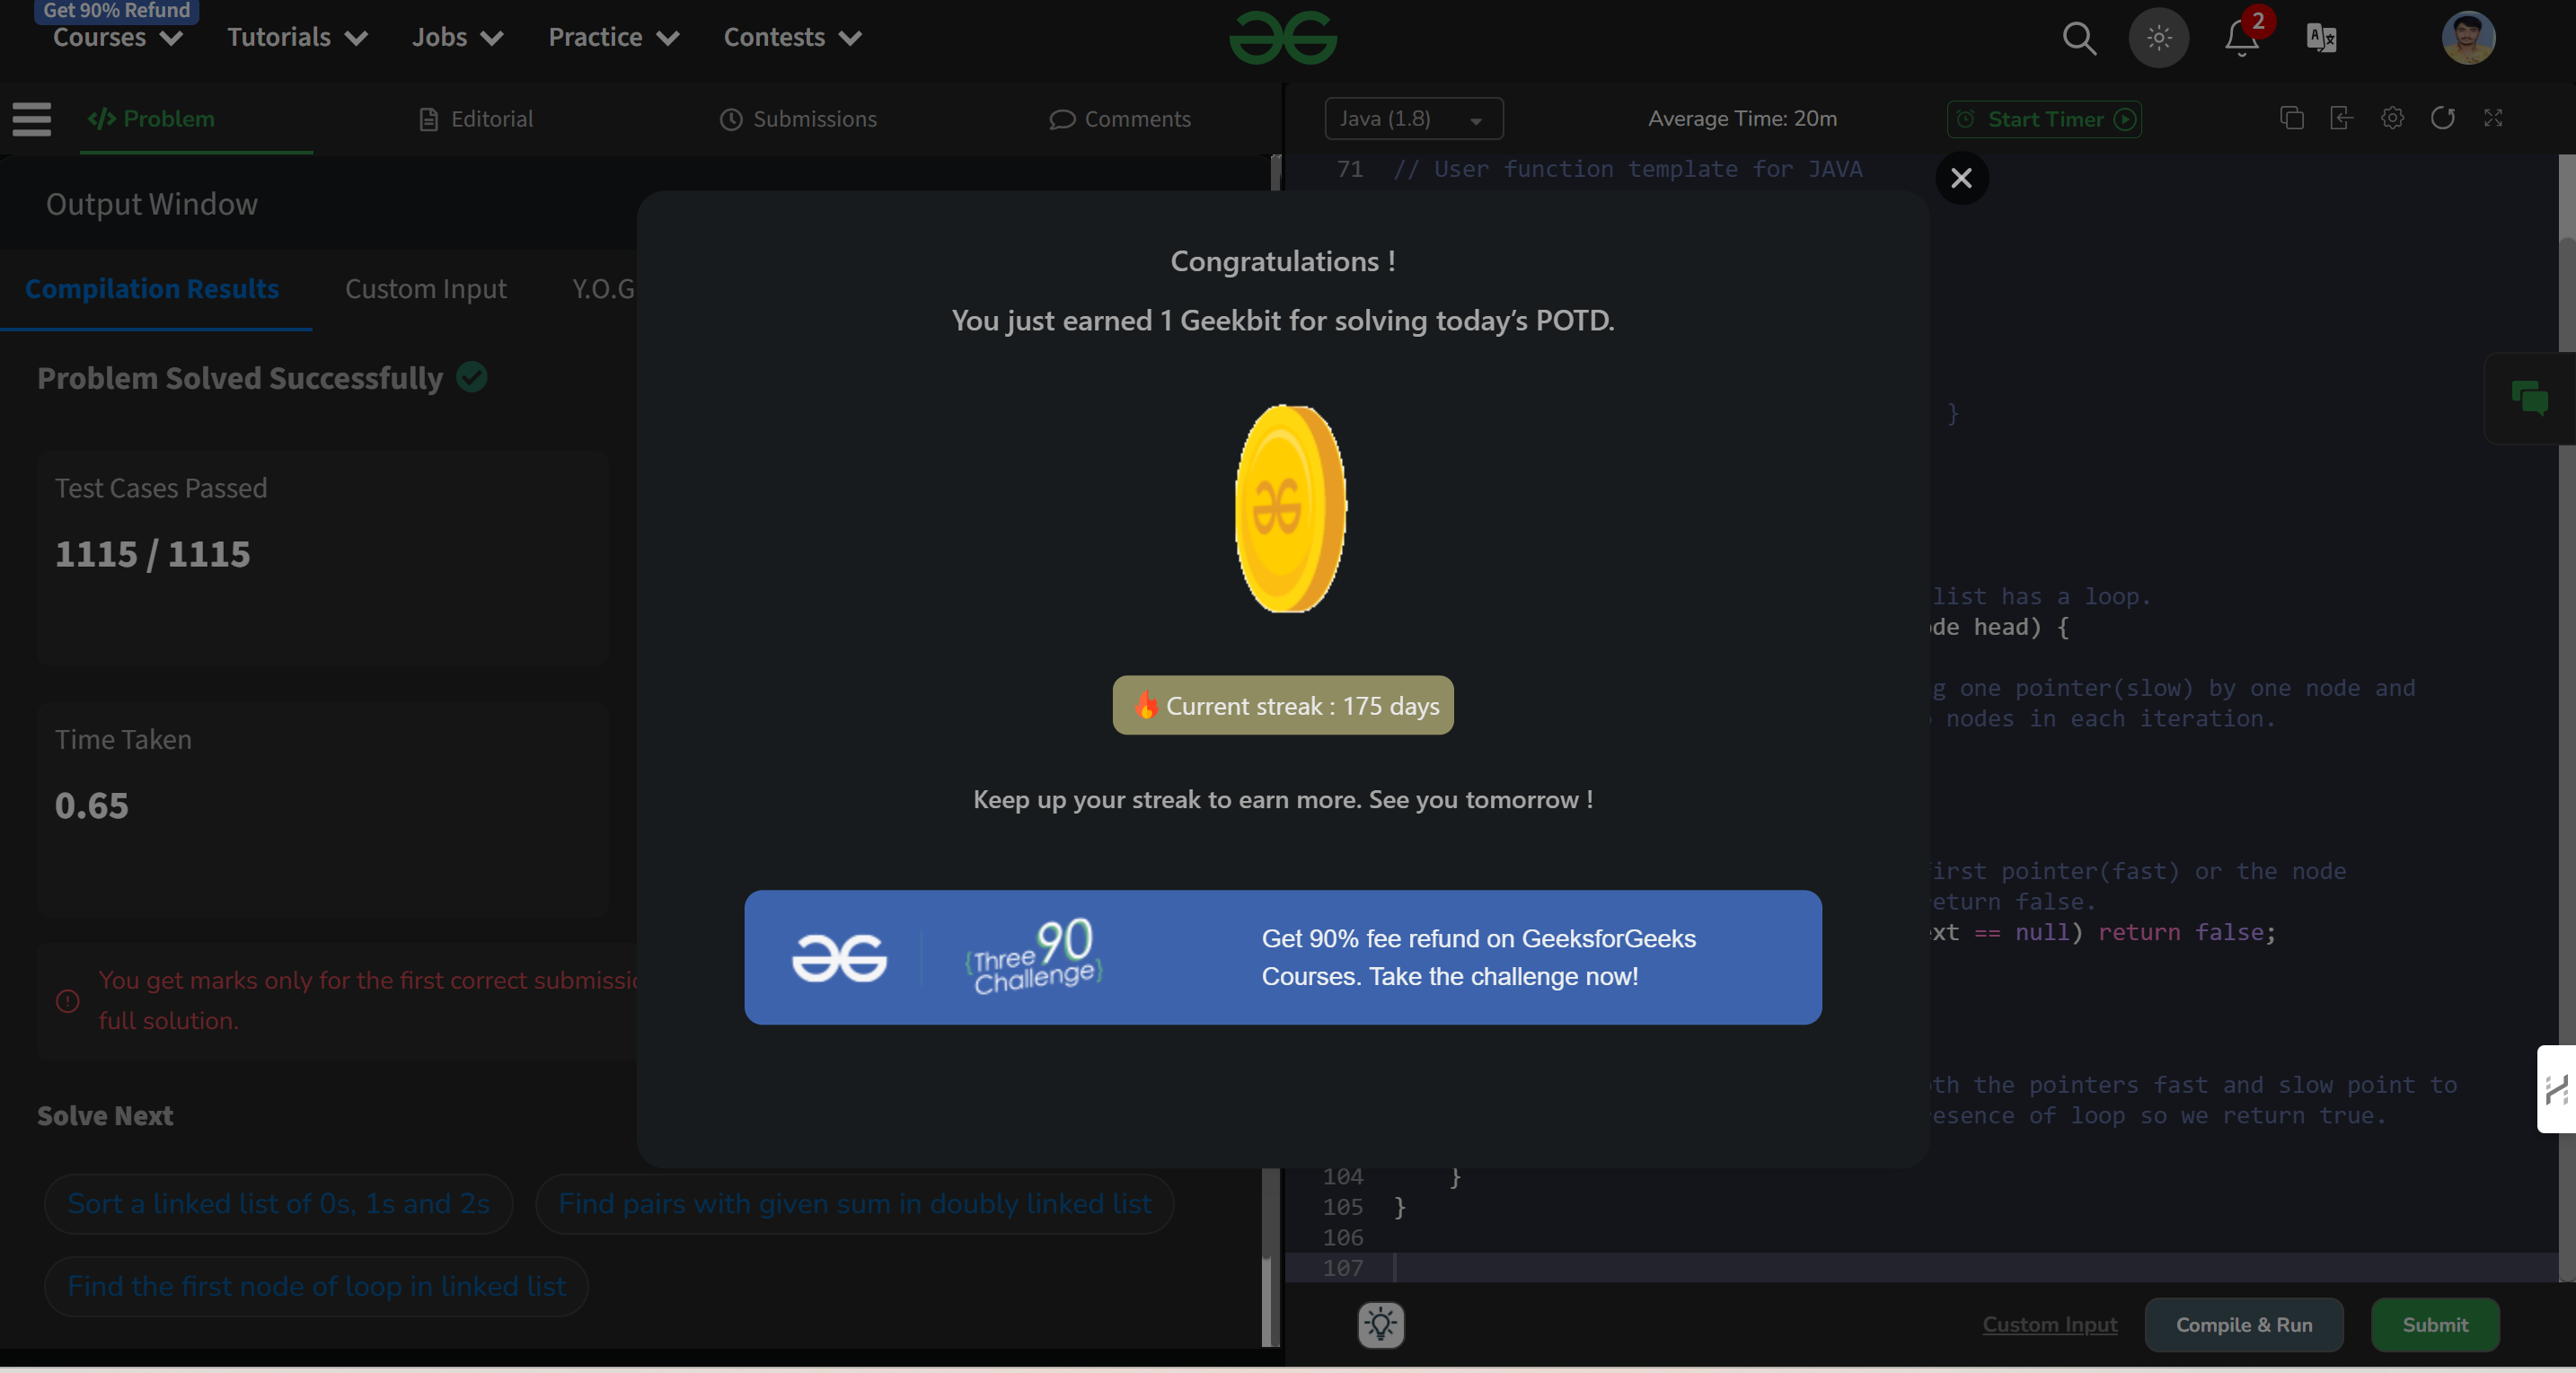 Get 90% Refund
Courses
Tutorials
Jobs
Practice
Contests
2
Problem
Editorial
Submissions
Comments
Java (1.8)
Average Time: 20m
Start Timer
Output Window
Compilation Results
Custom Input
Y.O.G
Problem Solved Successfully
Test Cases Passed
1115 / 1115
Time Taken
0.65
You get marks only for the first correct submissio
full solution.
Solve Next
Sort a linked list of 0s, 1s and 2s
Find pairs with given sum in doubly linked list
Find the first node of loop in linked list
Congratulations !
You just earned 1 Geekbit for solving today's POTD.
Current streak : 175 days
Keep up your streak to earn more. See you tomorrow !
Three 90
Challenge
Get 90% fee refund on GeeksforGeeks
Courses. Take the challenge now!
71 // User function template for JAVA
}
list has a loop.
de head) {
g one pointer(slow) by one node and
nodes in each iteration.
irst pointer(fast) or the node
eturn false.
xt == null) return false;
th the pointers fast and slow point to
esence of loop so we return true.
104 }
105 }
106
107
Custom Input
Compile & Run
Submit